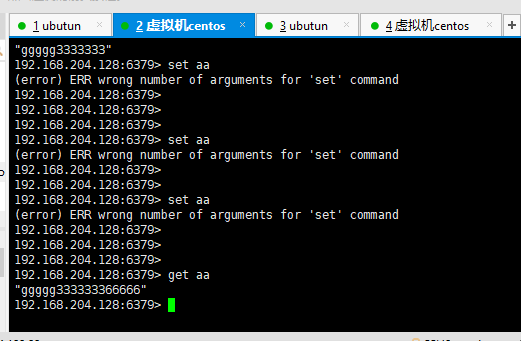 1 ubutun × 2 虚拟机centos × 3 ubutun × 4 虚拟机centos × +
"ggggg3333333"
192.168.204.128:6379> set aa
(error) ERR wrong number of arguments for 'set' command
192.168.204.128:6379>
192.168.204.128:6379>
192.168.204.128:6379> set aa
(error) ERR wrong number of arguments for 'set' command
192.168.204.128:6379>
192.168.204.128:6379>
192.168.204.128:6379> set aa
(error) ERR wrong number of arguments for 'set' command
192.168.204.128:6379>
192.168.204.128:6379>
192.168.204.128:6379>
192.168.204.128:6379> get aa
"ggggg333333366666"
192.168.204.128:6379>